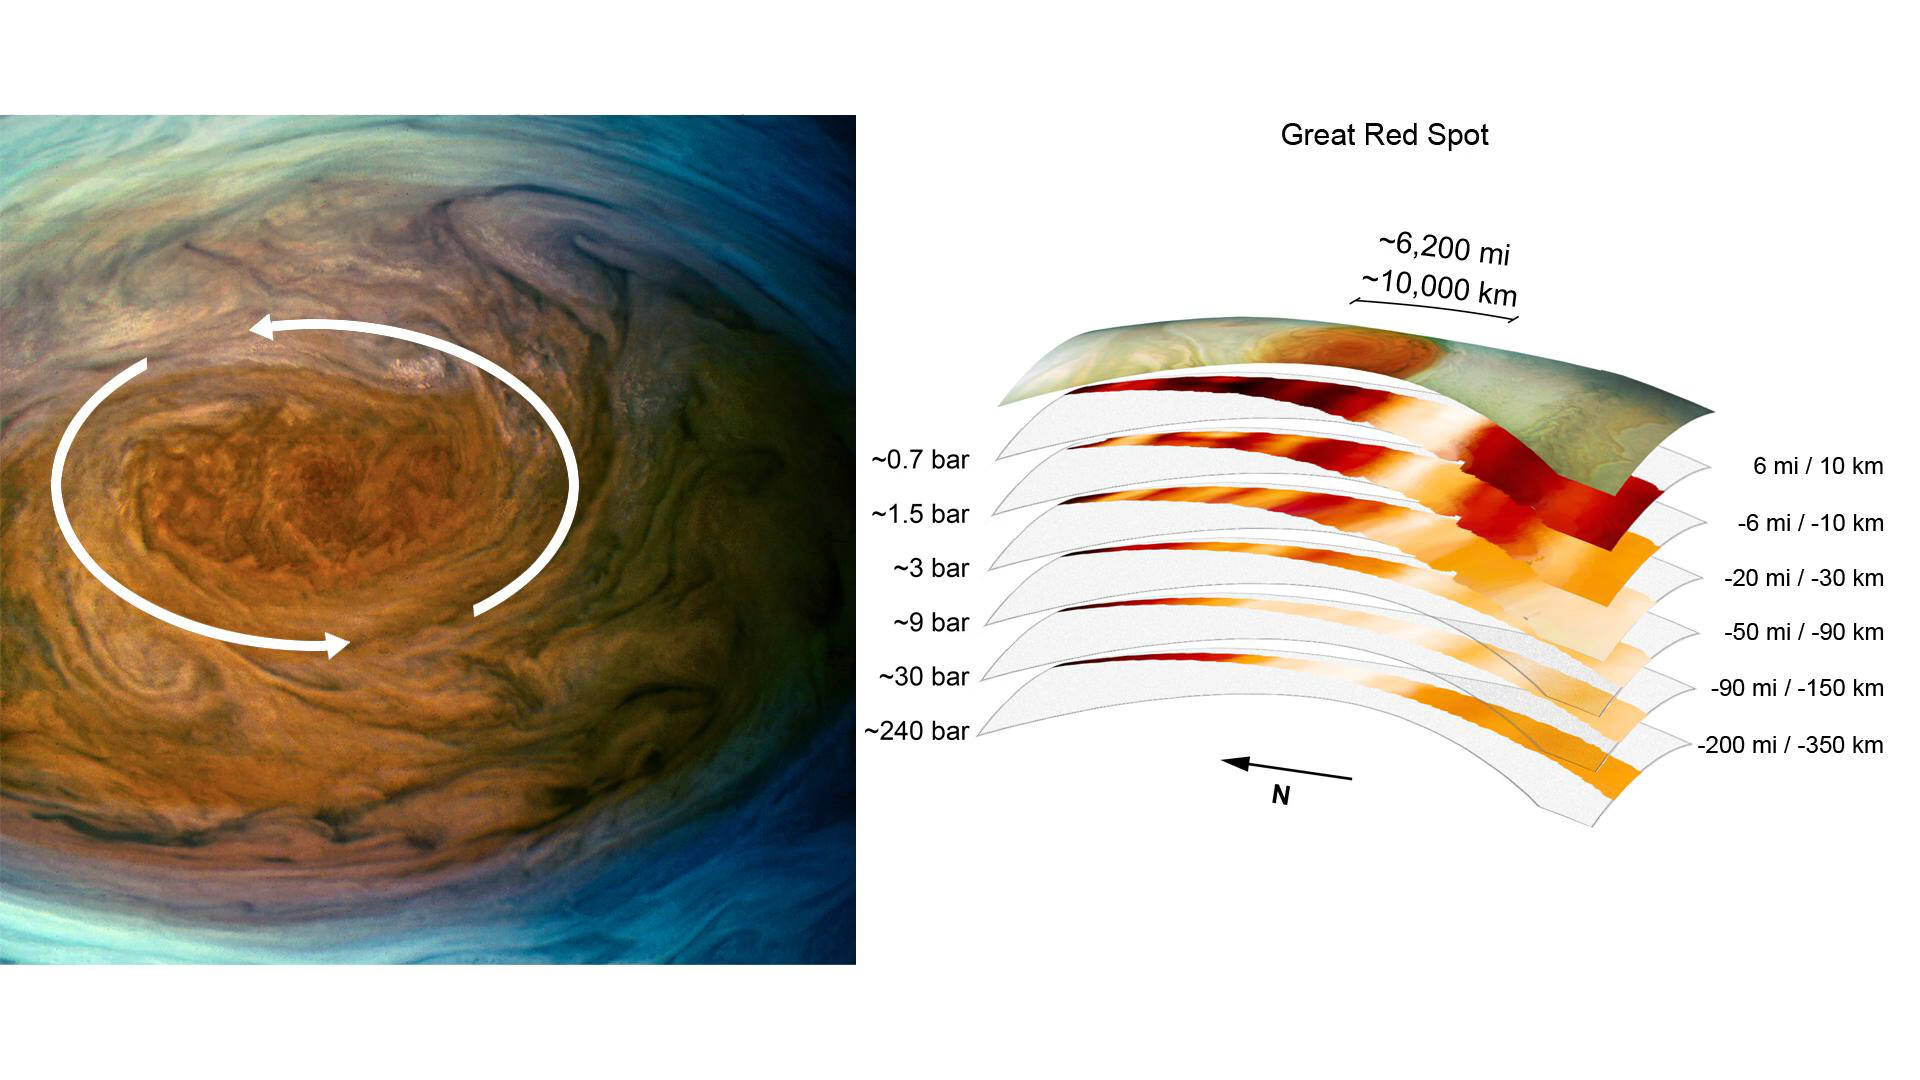 Great Red Spot
~6,200 mi
~10,000 km
~0.7 bar
6 mi / 10 km
~1.5 bar
-6 mi / -10 km
~3 bar
-20 mi / -30 km
~9 bar
-50 mi / -90 km
~30 bar
-90 mi / -150 km
~240 bar
-200 mi / -350 km
N